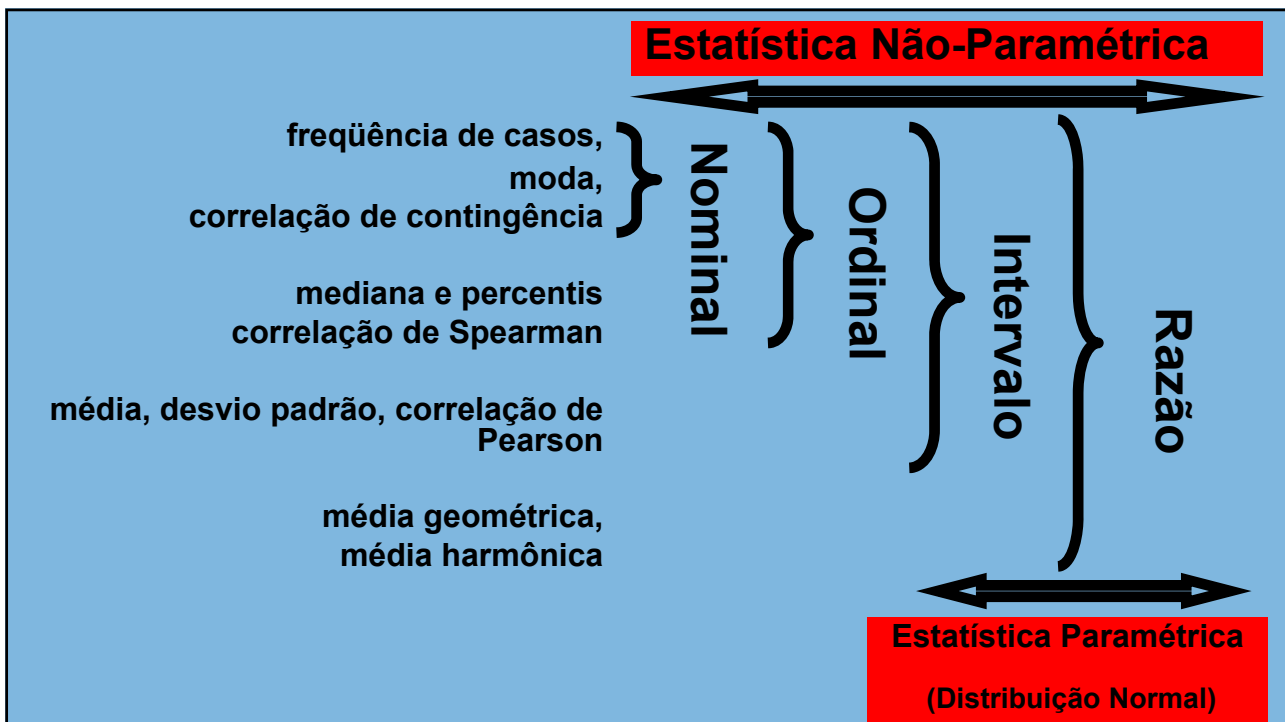 Estatística Não-Paramétrica
freqüência de casos,
moda,
correlação de contingência
mediana e percentis
correlação de Spearman
média, desvio padrão, correlação de
Pearson
média geométrica,
média harmônica
Nominal
Ordinal
Intervalo
Razão
Estatística Paramétrica
(Distribuição Normal)